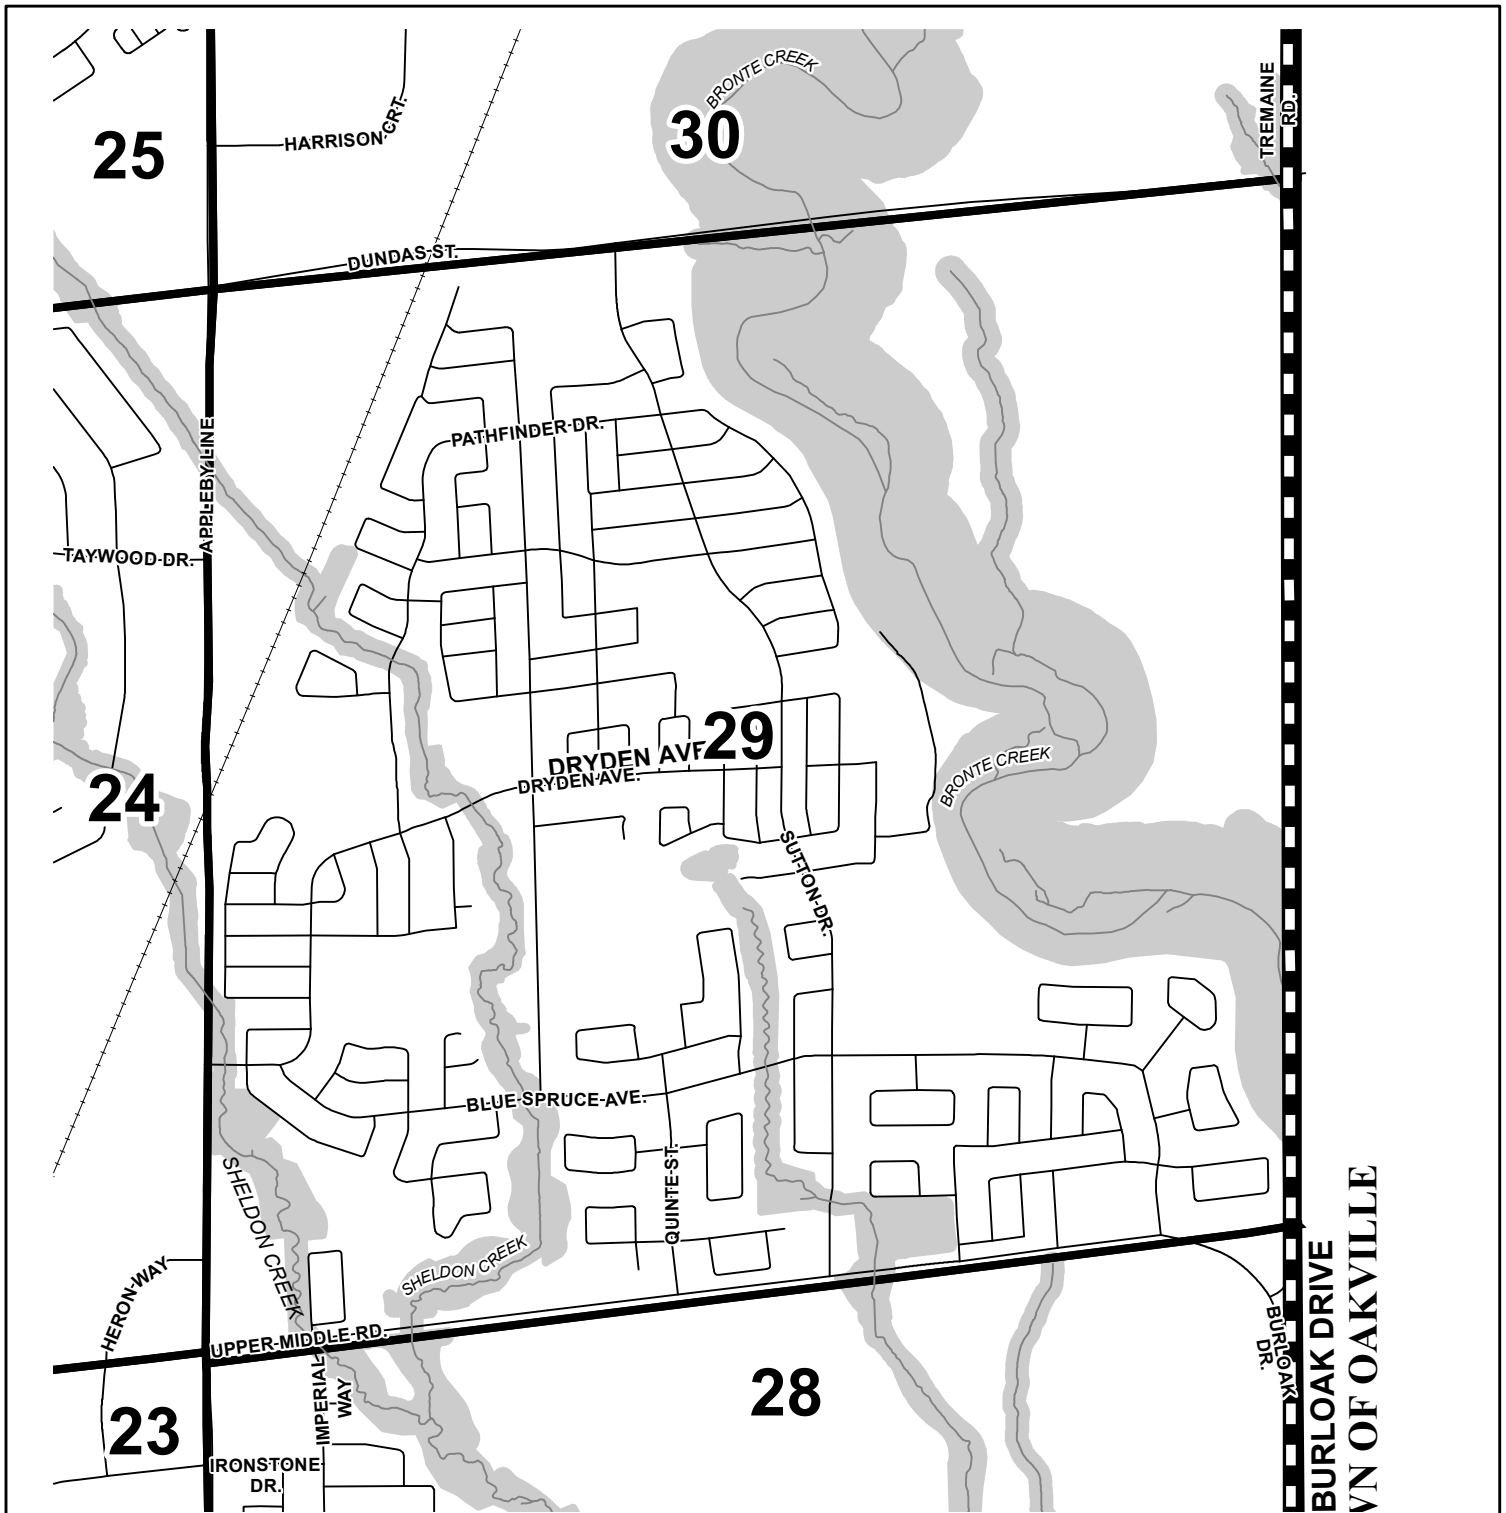 BRONTE CREEK
TREMAINE
RD.
30
25
HARRISON CRT.
DUNDAS ST.
PATHFINDER DR.
APPLEBY LINE
TAYWOOD DR.
29
DRYDEN AVE
DRYDEN AVE.
BRONTE CREEK
24
SUTTON DR.
BLUE SPRUCE AVE.
QUINTE ST.
SHELDON CREEK
SHELDON CREEK
HERON WAY
UPPER MIDDLE RD.
BURLOAK
DR.
BURLOAK DRIVE
WN OF OAKVILLE
IMPERIAL
WAY
28
23
IRONSTONE
DR.